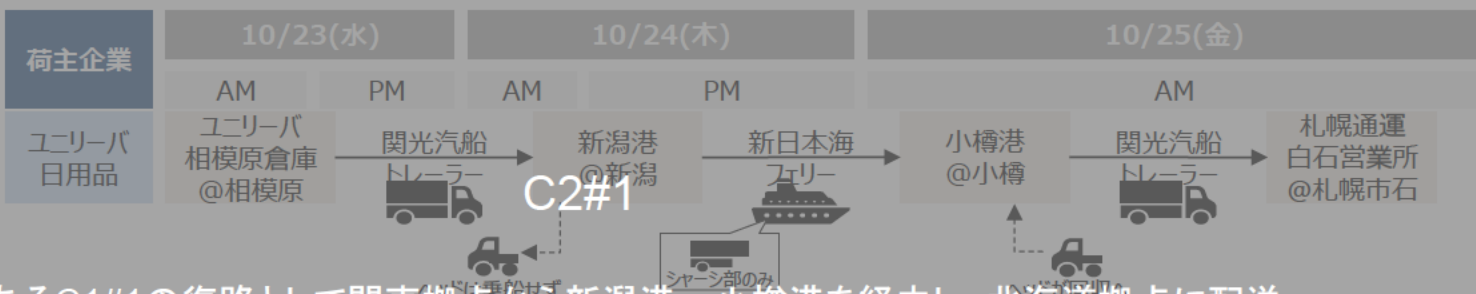 荷主企業
10/23(水)
10/24(木)
10/25(金)
AM
PM
AM
PM
AM
ユニリーバ
日用品
ユニリーバ
相模原倉庫
@相模原
関光汽船
トレーラー
新潟港
@新潟
新日本海
フェリー
小樽港
@小樽
関光汽船
トレーラー
札幌通運
白石営業所
@札幌市石
C2#1
シャーシ部のみ